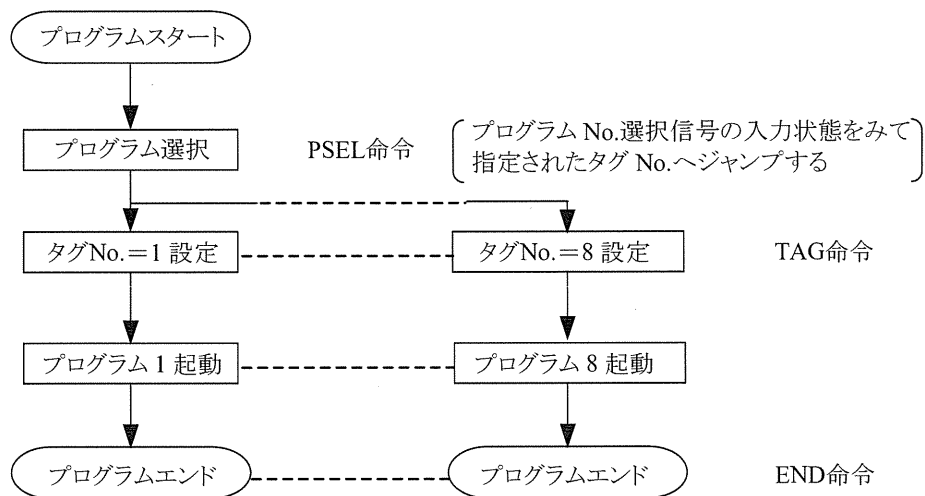 プログラムスタート
プログラム選択
PSEL命令
プログラム No.選択信号の入力状態をみて
指定されたタグ No.へジャンプする
タグNo.＝1 設定
タグNo.＝8 設定
TAG命令
プログラム 1 起動
プログラム 8 起動
プログラムエンド
プログラムエンド
END命令